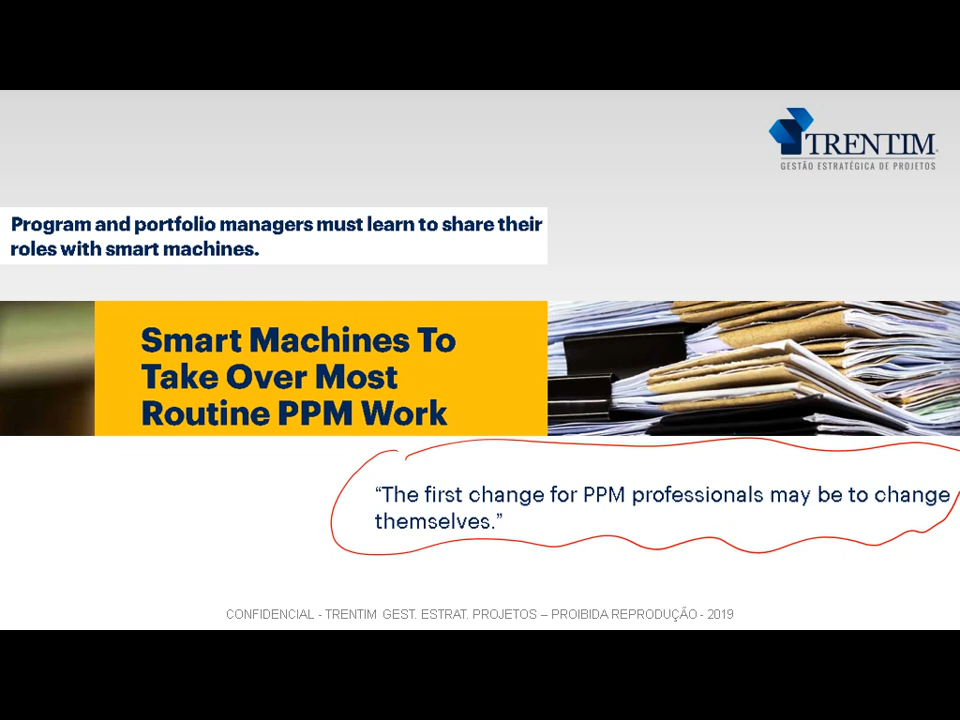 TRENTIM
GESTÃO ESTRATÉGICA DE PROJETOS
Program and portfolio managers must learn to share their
roles with smart machines.
Smart Machines To
Take Over Most
Routine PPM Work
“The first change for PPM professionals may be to change
themselves.”
CONFIDENCIAL - TRENTIM GEST. ESTRAT. PROJETOS – PROIBIDA REPRODUÇÃO - 2019